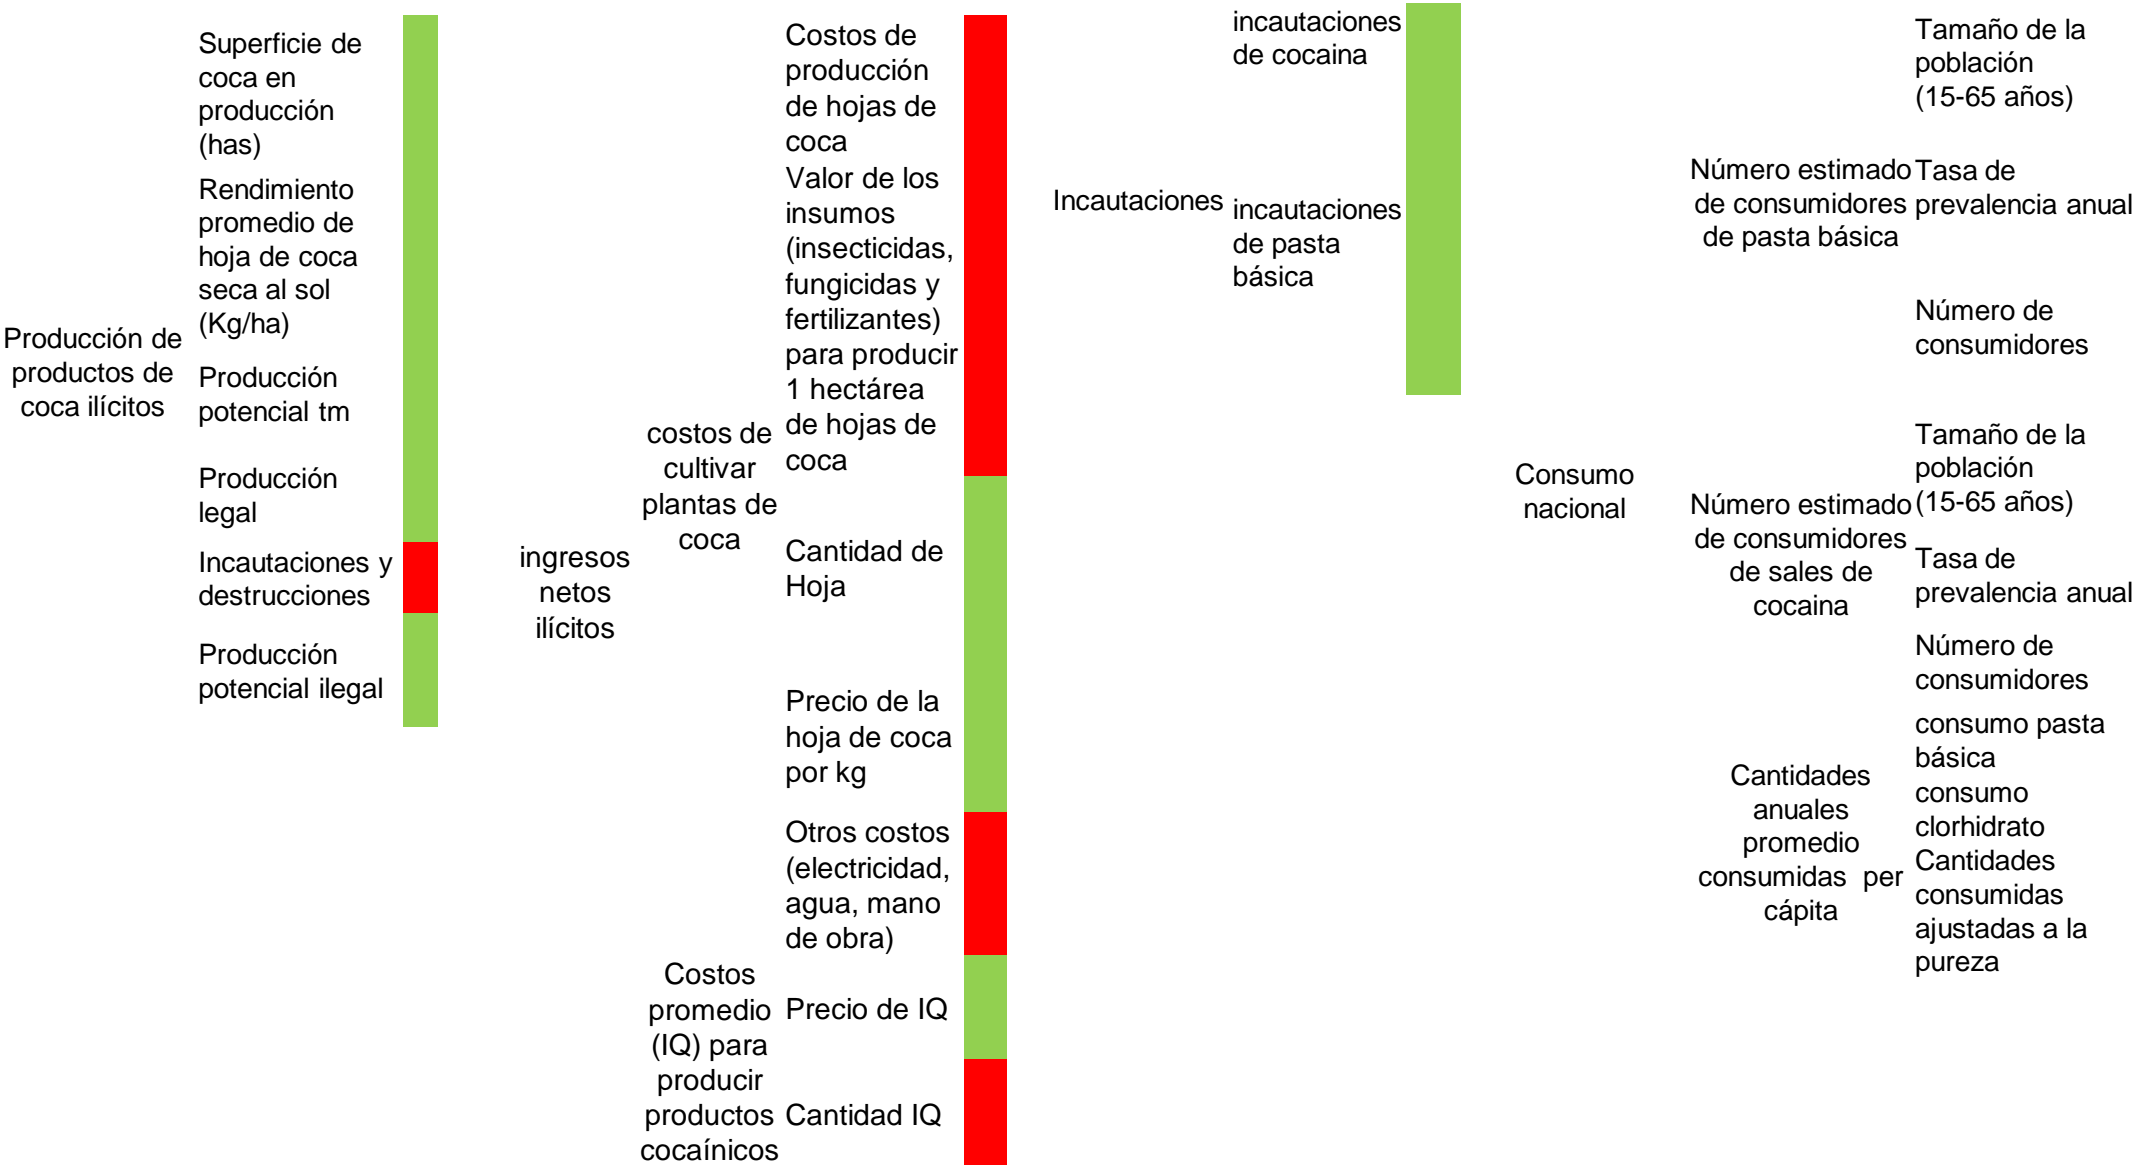 Producción de
productos de
coca ilícitos
Superficie de
coca en
producción
(has)
Rendimiento
promedio de
hoja de coca
seca al sol
(Kg/ha)
Producción
potencial tm
Producción
legal
Incautaciones y
destrucciones
Producción
potencial ilegal
ingresos
netos
ilícitos
costos de
cultivar
plantas de
coca
Costos de
producción
de hojas de
coca
Valor de los
insumos
(insecticidas,
fungicidas y
fertilizantes)
para producir
1 hectárea
de hojas de
coca
Cantidad de
Hoja
Precio de la
hoja de coca
por kg
Otros costos
(electricidad,
agua, mano
de obra)
Costos
promedio
(IQ) para
producir
productos
cocaínicos
Precio de IQ
Cantidad IQ
Incautaciones
incautaciones
de cocaina
incautaciones
de pasta
básica
Consumo
nacional
Número estimado
de consumidores
de pasta básica
Tamaño de la
población
(15-65 años)
Tasa de
prevalencia anual
Número de
consumidores
Número estimado
de consumidores
de sales de
cocaina
Tamaño de la
población
(15-65 años)
Tasa de
prevalencia anual
Número de
consumidores
Cantidades
anuales
promedio
consumidas per
cápita
consumo pasta
básica
consumo
clorhidrato
Cantidades
consumidas
ajustadas a la
pureza